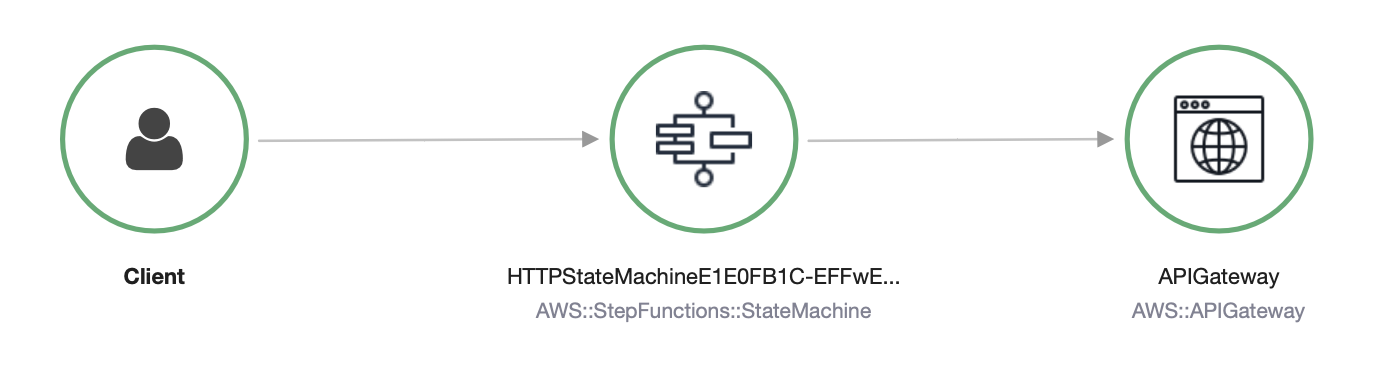 Client
HTTPStateMachineE1E0FB1C-EFFwE...
AWS::StepFunctions::StateMachine
APIGateway
AWS::APIGateway